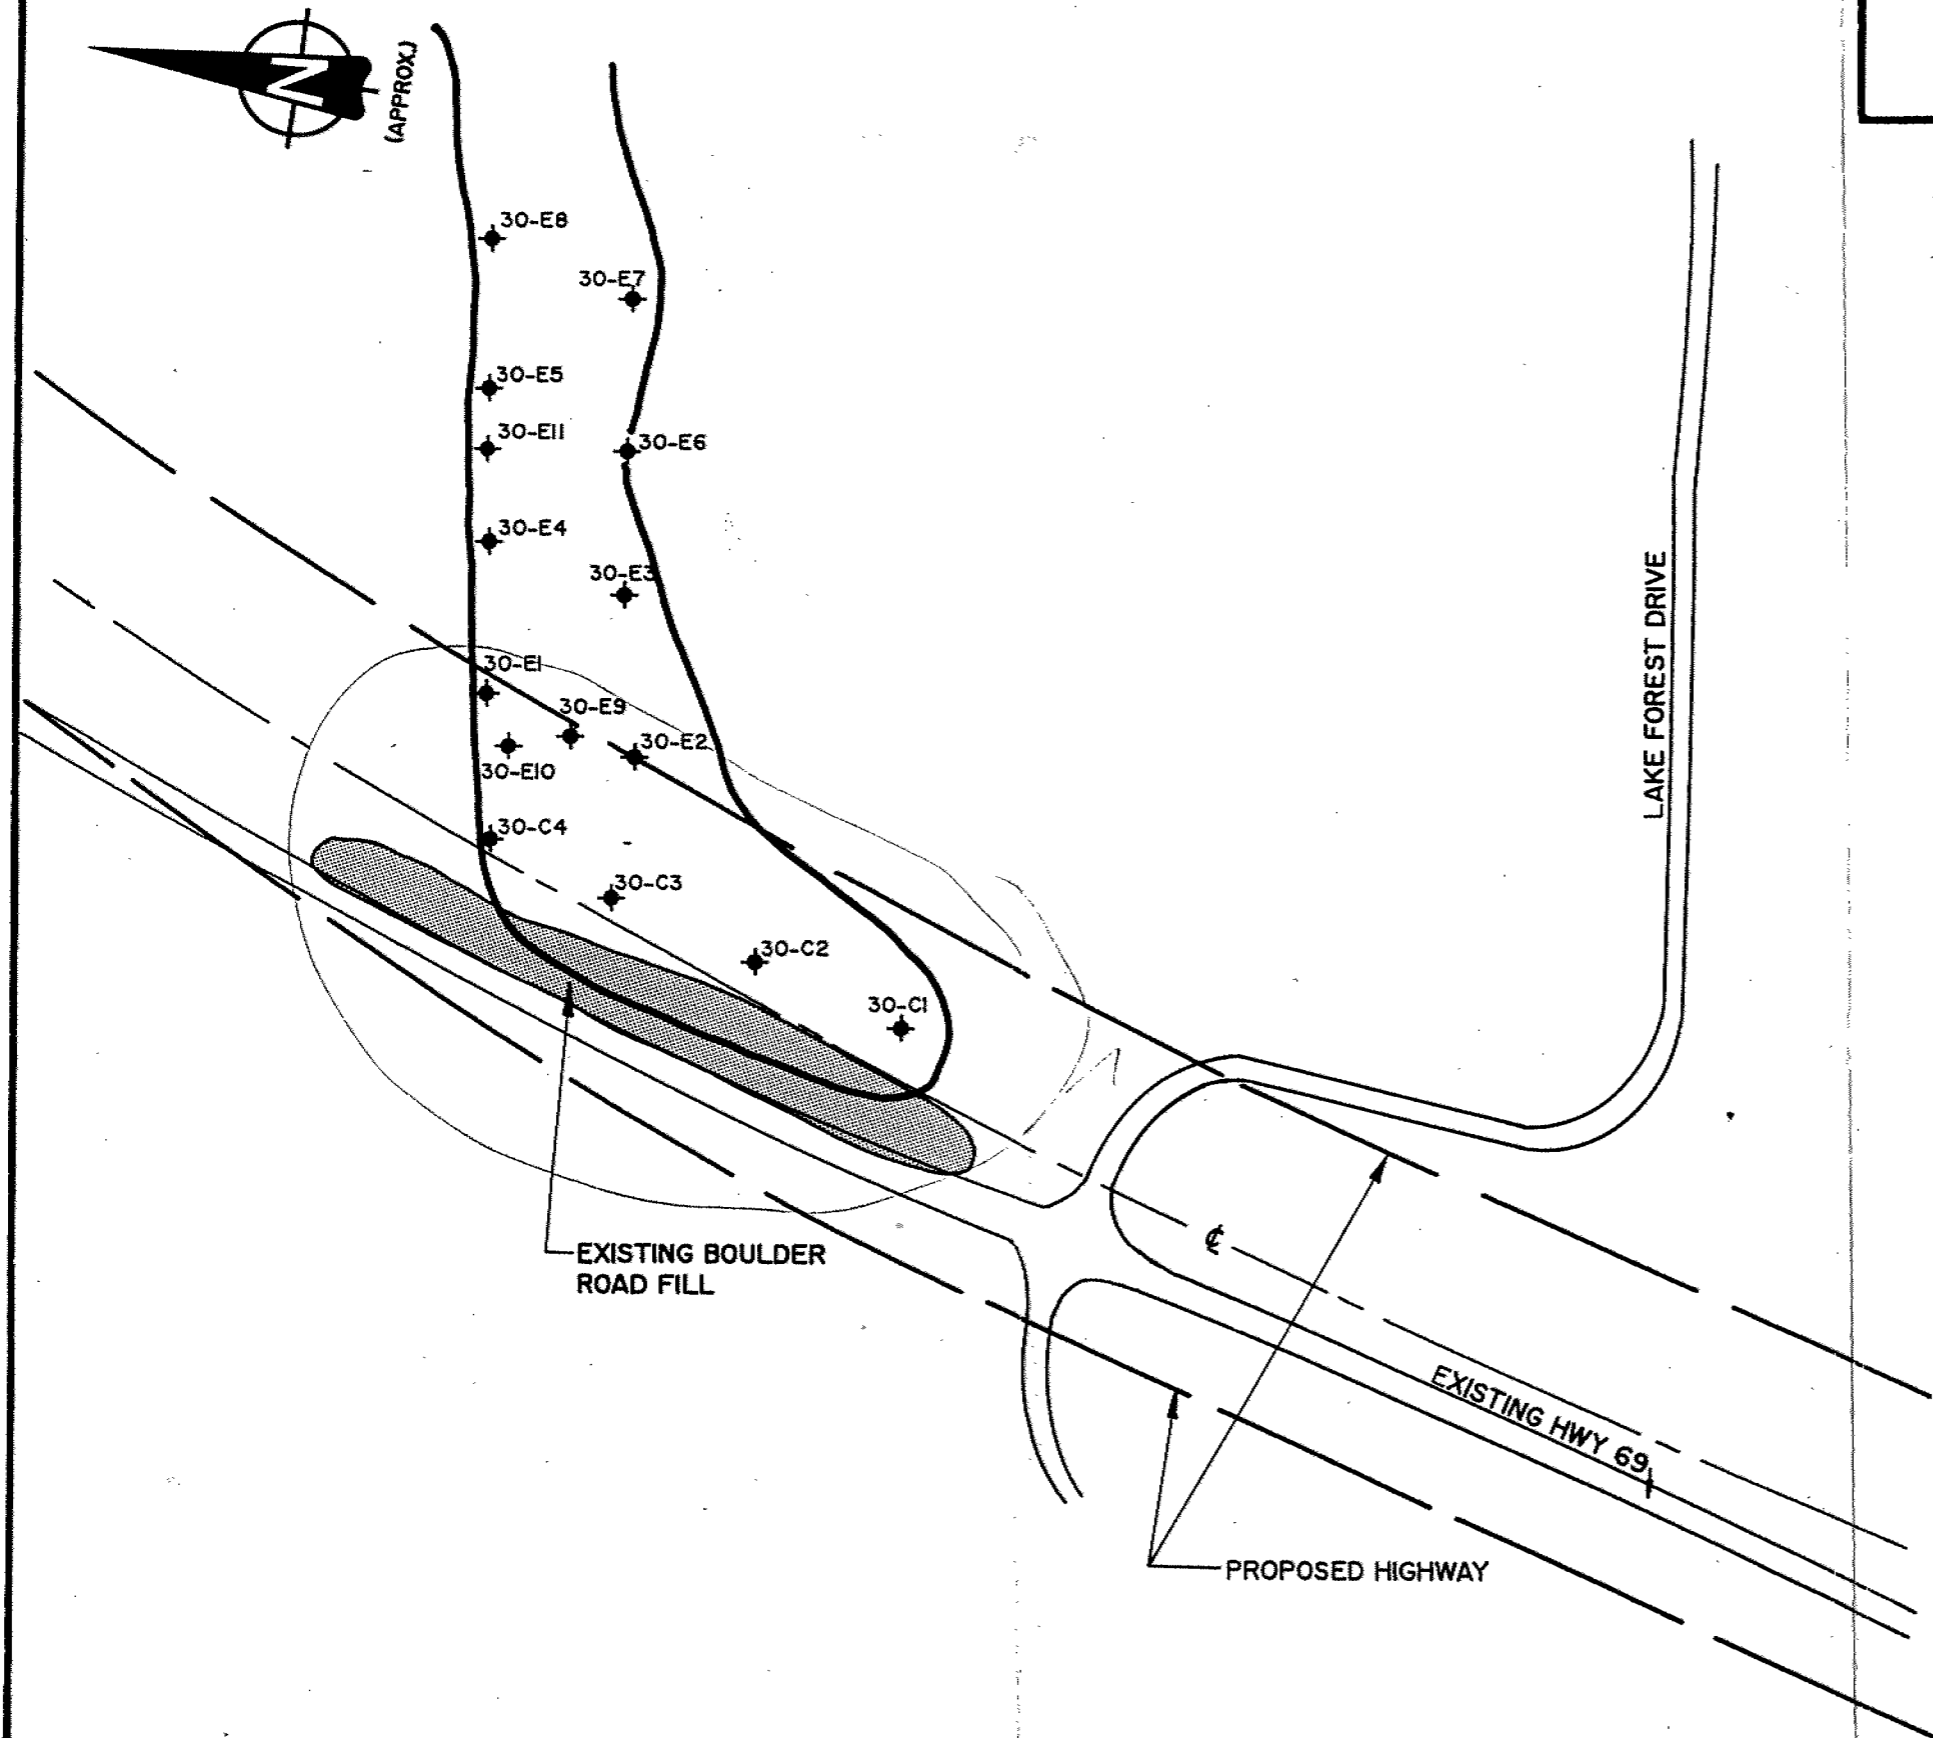 N
(APPROX.)
30-E8
30-E7
30-E5
30-E11
30-E6
30-E4
30-E3
30-E1
30-E9
30-E2
30-E10
30-C4
30-C3
30-C2
30-C1
LAKE FOREST DRIVE
EXISTING BOULDER
ROAD FILL
℄
EXISTING HWY 69
PROPOSED HIGHWAY